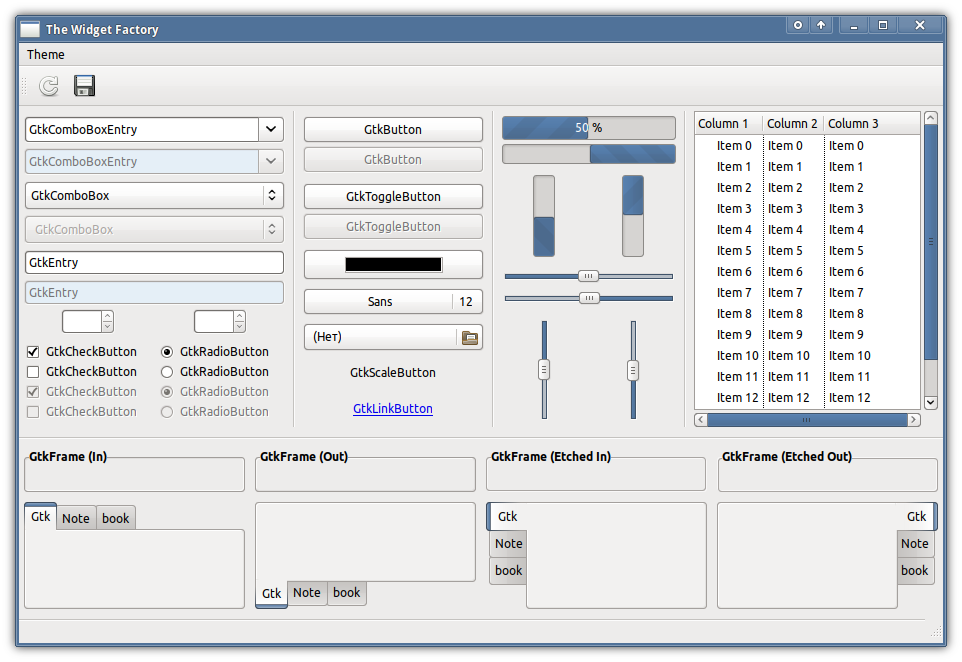 The Widget Factory
Theme
GtkComboBoxEntry
GtkComboBoxEntry
GtkComboBox
GtkComboBox
GtkEntry
GtkEntry
GtkCheckButton GtkRadioButton
GtkCheckButton GtkRadioButton
GtkCheckButton GtkRadioButton
GtkCheckButton GtkRadioButton
GtkButton
GtkButton
GtkToggleButton
GtkToggleButton
Sans 12
(Нет)
GtkScaleButton
GtkLinkButton
50 %
Column 1 Column 2 Column 3
Item 0 Item 0 Item 0
Item 1 Item 1 Item 1
Item 2 Item 2 Item 2
Item 3 Item 3 Item 3
Item 4 Item 4 Item 4
Item 5 Item 5 Item 5
Item 6 Item 6 Item 6
Item 7 Item 7 Item 7
Item 8 Item 8 Item 8
Item 9 Item 9 Item 9
Item 10 Item 10 Item 10
Item 11 Item 11 Item 11
Item 12 Item 12 Item 12
GtkFrame (In)
GtkFrame (Out)
GtkFrame (Etched In)
GtkFrame (Etched Out)
Gtk Note book
Gtk Note book
Gtk
Note
book
Gtk
Note
book